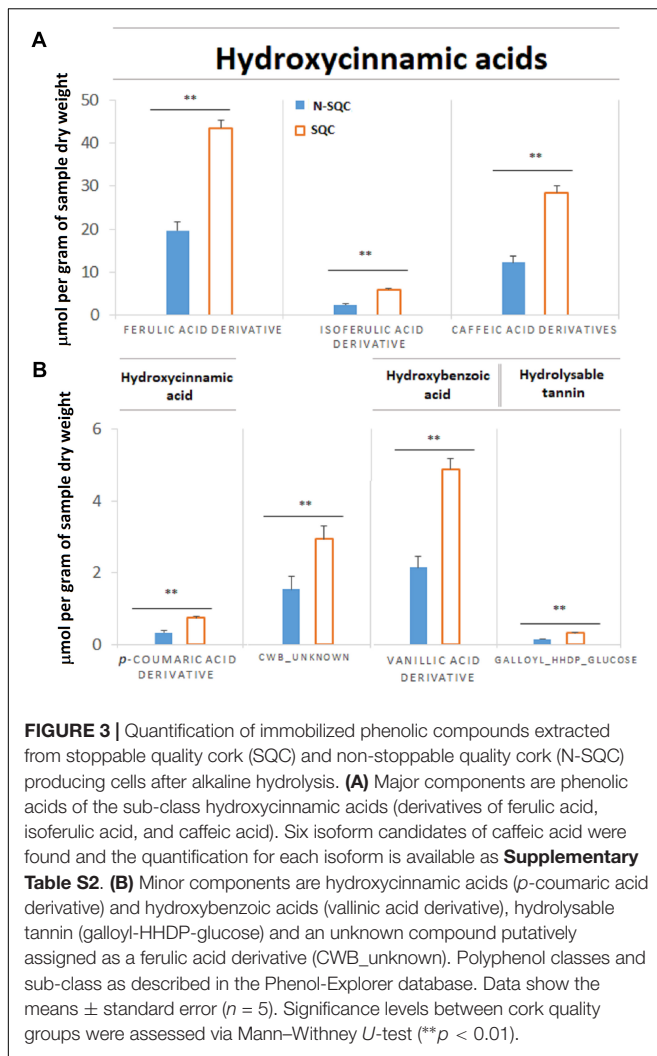 A
Hydroxycinnamic acids
µmol per gram of sample dry weight
50
40
30
20
10
0
N-SQC
SQC
**
**
**
FERULIC ACID DERIVATIVE
ISOFERULIC ACID
DERIVATIVE
CAFFEIC ACID DERIVATIVES
B
Hydroxycinnamic
acid
Hydroxybenzoic
acid
Hydrolysable
tannin
µmol per gram of sample dry weight
6
4
2
0
**
**
**
**
p-COUMARIC ACID
DERIVATIVE
CWB_UNKNOWN
VANILLIC ACID
DERIVATIVE
GALLOYL_HHDP_GLUCOSE
FIGURE 3 | Quantification of immobilized phenolic compounds extracted
from stoppable quality cork (SQC) and non-stoppable quality cork (N-SQC)
producing cells after alkaline hydrolysis. (A) Major components are phenolic
acids of the sub-class hydroxycinnamic acids (derivatives of ferulic acid,
isoferulic acid, and caffeic acid). Six isoform candidates of caffeic acid were
found and the quantification for each isoform is available as Supplementary
Table S2. (B) Minor components are hydroxycinnamic acids (p-coumaric acid
derivative) and hydroxybenzoic acids (vallinic acid derivative), hydrolysable
tannin (galloyl-HHDP-glucose) and an unknown compound putatively
assigned as a ferulic acid derivative (CWB_unknown). Polyphenol classes and
sub-class as described in the Phenol-Explorer database. Data show the
means ± standard error (n = 5). Significance levels between cork quality
groups were assessed via Mann–Withney U-test (**p < 0.01).